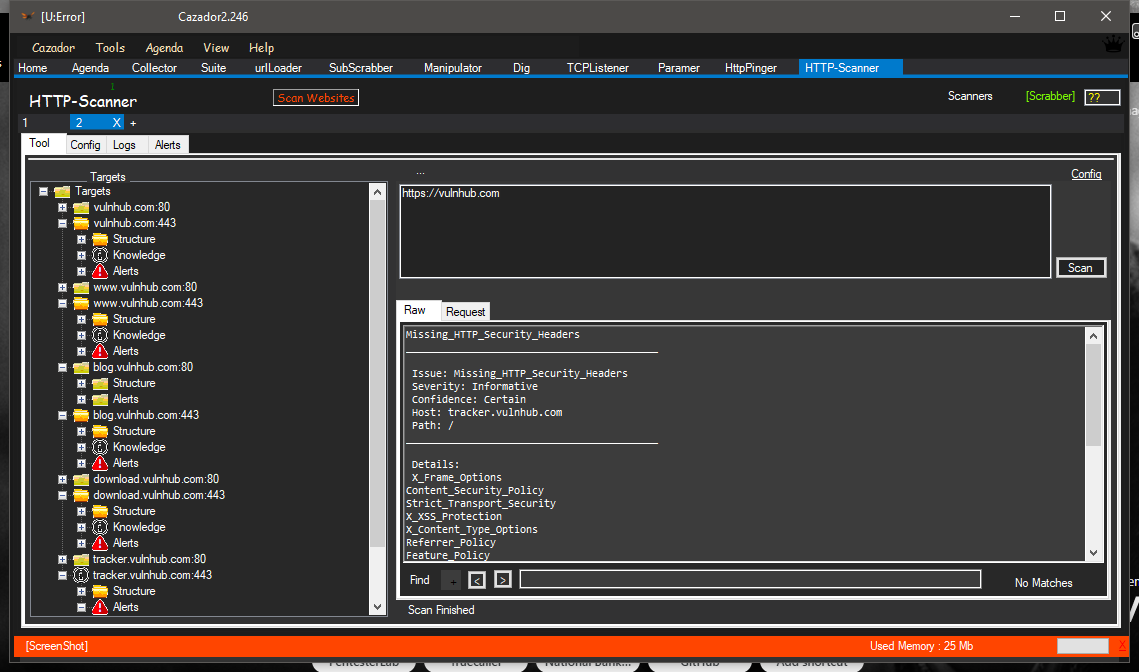 [U:Error]
Cazador2.246
Cazador Tools Agenda View Help
Home Agenda Collector Suite urlLoader SubScrabber Manipulator Dig TCPListener Paramer HttpPinger HTTP-Scanner
1
HTTP-Scanner
Scan Websites
Scanners
[Scrabber]
??
1 2 X +
Tool Config Logs Alerts
Targets
Targets
vulnhub.com:80
vulnhub.com:443
Structure
Knowledge
Alerts
www.vulnhub.com:80
www.vulnhub.com:443
Structure
Knowledge
Alerts
blog.vulnhub.com:80
Structure
Alerts
blog.vulnhub.com:443
Structure
Knowledge
Alerts
download.vulnhub.com:80
download.vulnhub.com:443
Structure
Knowledge
Alerts
tracker.vulnhub.com:80
tracker.vulnhub.com:443
Structure
Alerts
...
Config
https://vulnhub.com
Scan
Raw Request
Missing_HTTP_Security_Headers
Issue: Missing_HTTP_Security_Headers
Severity: Informative
Confidence: Certain
Host: tracker.vulnhub.com
Path: /
Details:
X_Frame_Options
Content_Security_Policy
Strict_Transport_Security
X_XSS_Protection
X_Content_Type_Options
Referrer_Policy
Feature_Policy
Find + < > No Matches
Scan Finished
[ScreenShot]
Used Memory : 25 Mb
X